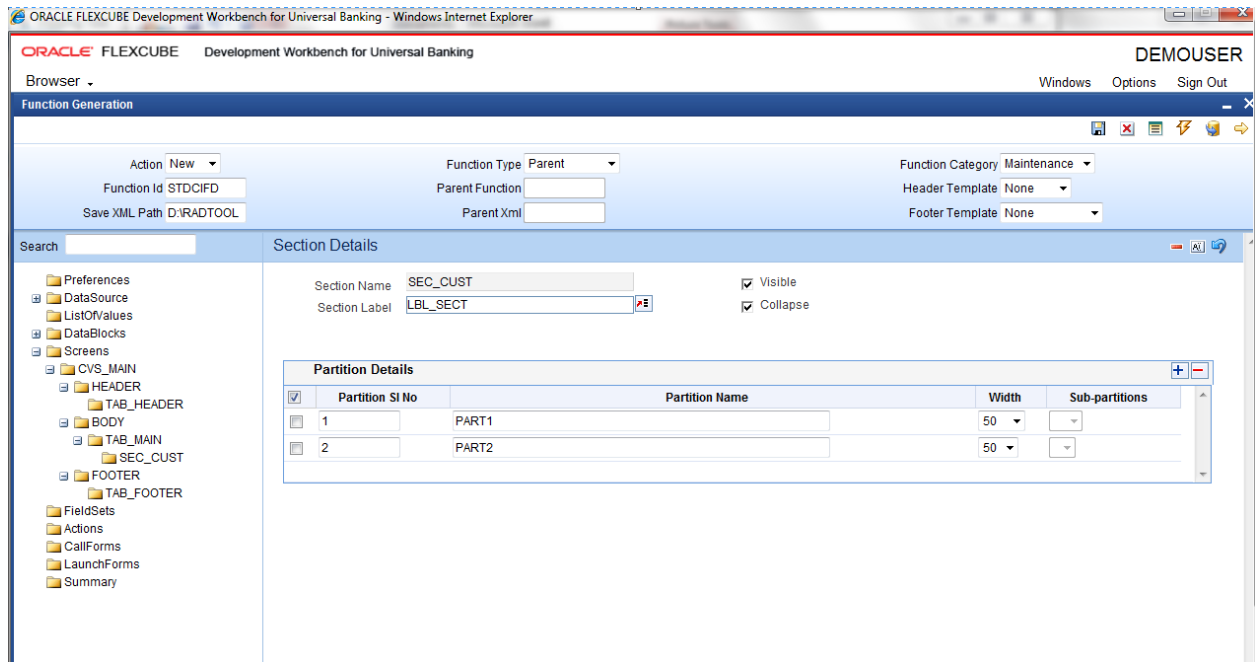 ORACLE FLEXCUBE Development Workbench for Universal Banking - Windows Internet Explorer
ORACLE FLEXCUBE Development Workbench for Universal Banking DEMOUSER
Browser Windows Options Sign Out
Function Generation
Action New Function Type Parent Function Category Maintenance
Function Id STDCIFD Parent Function Header Template None
Save XML Path D:\RADTOOL Parent Xml Footer Template None
Search Section Details
Preferences Section Name SEC_CUST Visible
DataSource Section Label LBL_SECT Collapse
ListOfValues
DataBlocks
Screens
CVS_MAIN Partition Details
HEADER Partition Sl No Partition Name Width Sub-partitions
TAB_HEADER 1 PART1 50
BODY
TAB_MAIN 2 PART2 50
SEC_CUST
FOOTER
TAB_FOOTER
FieldSets
Actions
CallForms
LaunchForms
Summary